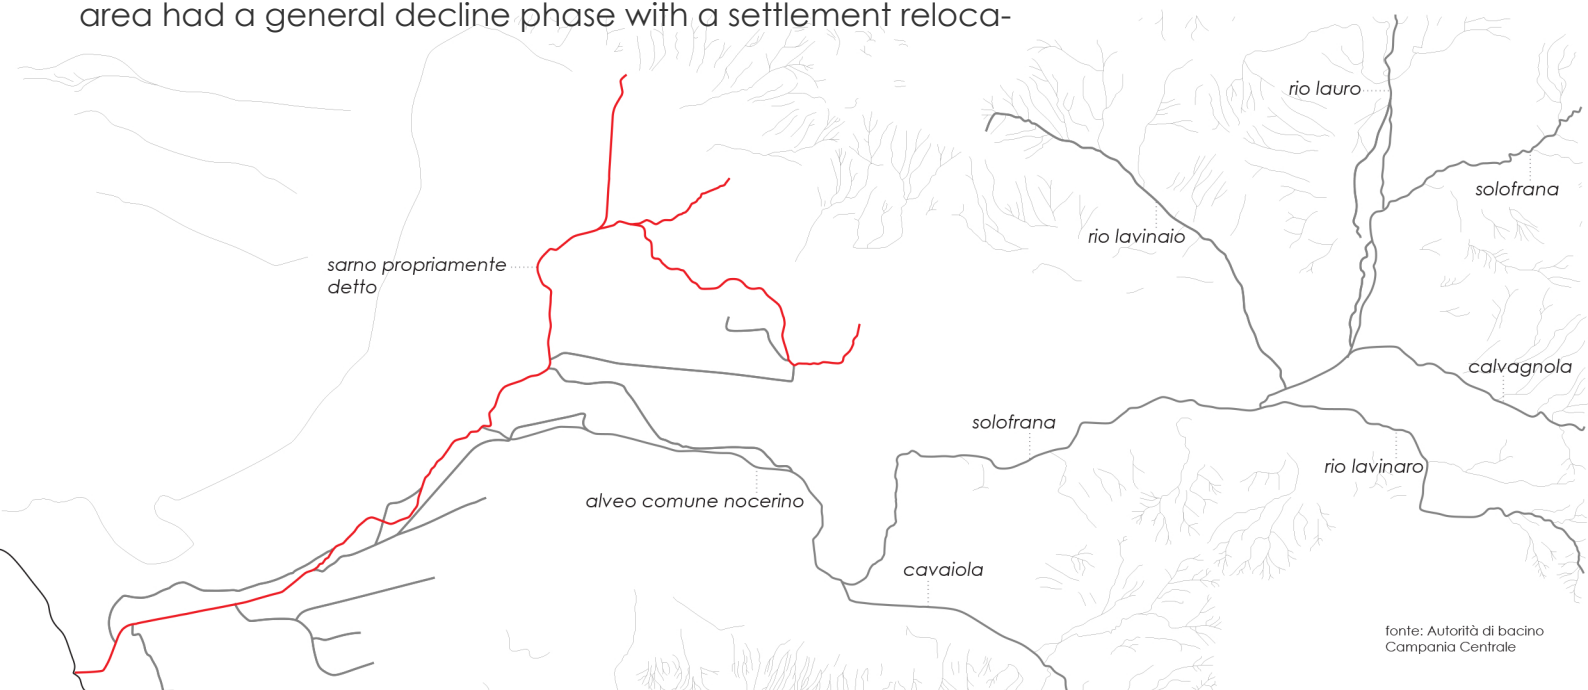 area had a general decline phase with a settlement reloca-
rio lauro
solofrana
rio lavinaio
sarno propriamente
detto
calvagnola
solofrana
rio lavinaro
alveo comune nocerino
cavaiola
fonte: Autorità di bacino
Campania Centrale